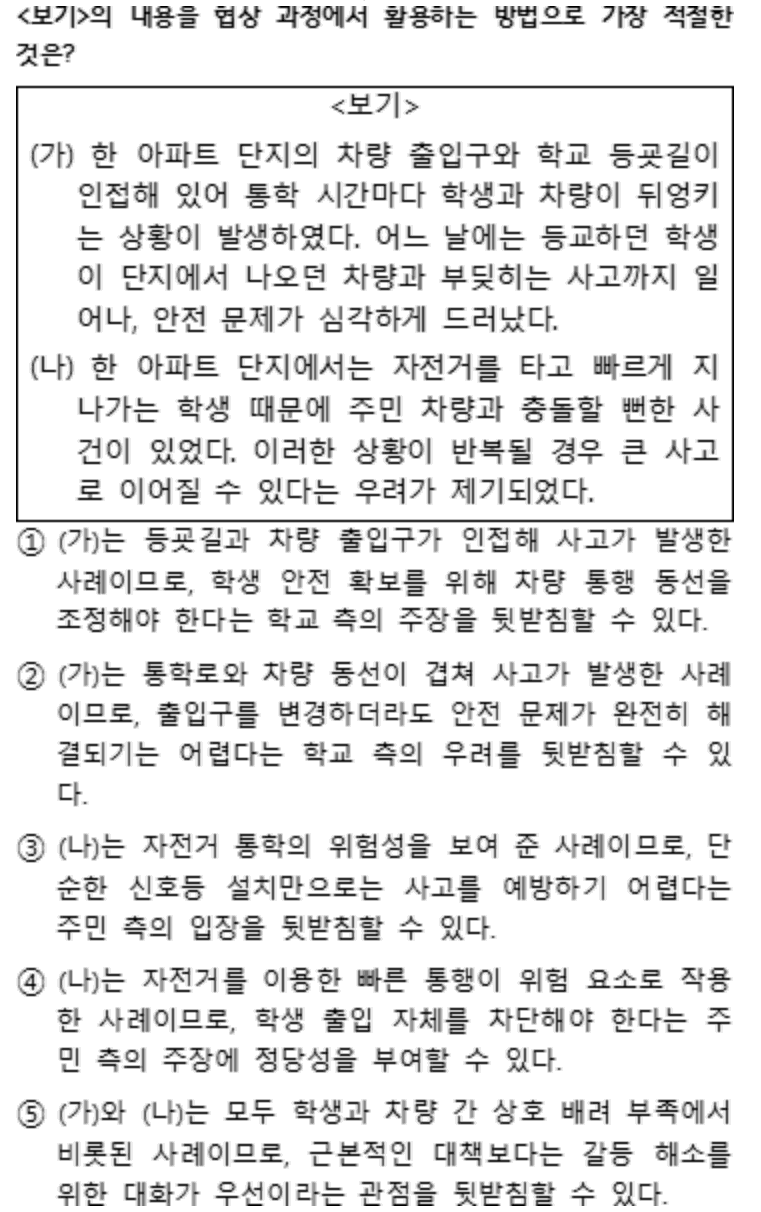 <보기>의 내용을 협상 과정에서 활용하는 방법으로 가장 적절한
것은?
<보기>
(가) 한 아파트 단지의 차량 출입구와 학교 등굣길이
인접해 있어 통학 시간마다 학생과 차량이 뒤엉키
는 상황이 발생하였다. 어느 날에는 등교하던 학생
이 단지에서 나오던 차량과 부딪히는 사고까지 일
어나, 안전 문제가 심각하게 드러났다.
(나) 한 아파트 단지에서는 자전거를 타고 빠르게 지
나가는 학생 때문에 주민 차량과 충돌할 뻔한 사
건이 있었다. 이러한 상황이 반복될 경우 큰 사고
로 이어질 수 있다는 우려가 제기되었다.
① (가)는 등굣길과 차량 출입구가 인접해 사고가 발생한
사례이므로, 학생 안전 확보를 위해 차량 통행 동선을
조정해야 한다는 학교 측의 주장을 뒷받침할 수 있다.
② (가)는 통학로와 차량 동선이 겹쳐 사고가 발생한 사례
이므로, 출입구를 변경하더라도 안전 문제가 완전히 해
결되기는 어렵다는 학교 측의 우려를 뒷받침할 수 있
다.
③ (나)는 자전거 통학의 위험성을 보여 준 사례이므로, 단
순한 신호등 설치만으로는 사고를 예방하기 어렵다는
주민 측의 입장을 뒷받침할 수 있다.
④ (나)는 자전거를 이용한 빠른 통행이 위험 요소로 작용
한 사례이므로, 학생 출입 자체를 차단해야 한다는 주
민 측의 주장에 정당성을 부여할 수 있다.
⑤ (가)와 (나)는 모두 학생과 차량 간 상호 배려 부족에서
비롯된 사례이므로, 근본적인 대책보다는 갈등 해소를
위한 대화가 우선이라는 관점을 뒷받침할 수 있다.